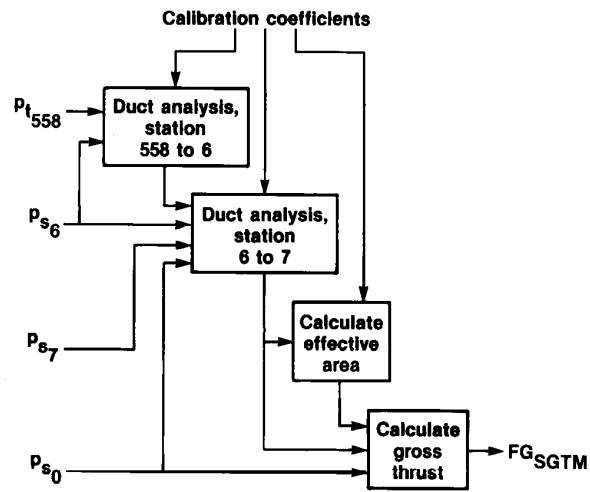 Calibration coefficients
pt558
Duct analysis,
station
558 to 6
ps6
Duct analysis,
station
6 to 7
ps7
Calculate
effective
area
Calculate
gross
thrust
FGSGTM
ps0